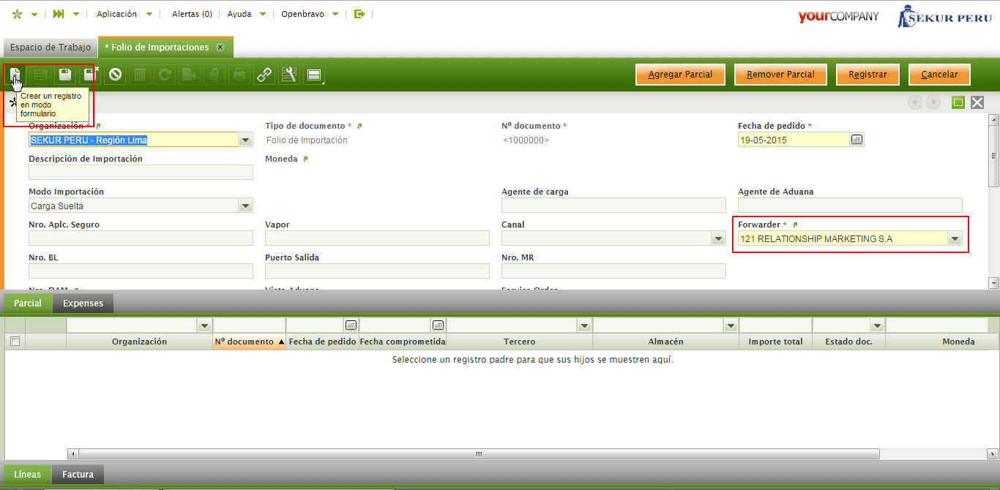 Aplicación
Alertas (0)
Ayuda
Openbravo
yourCOMPANY
SEKUR PERU
Espacio de Trabajo
* Folio de Importaciones
Agregar Parcial
Remover Parcial
Registrar
Cancelar
Crear un registro
en modo
formulario
Organización *
Tipo de documento *
Nº documento *
Fecha de pedido *
SEKUR PERU - Región Lima
Folio de Importación
<1000000>
19-05-2015
Descripción de Importación
Moneda
Modo Importación
Agente de carga
Agente de Aduana
Carga Suelta
Nro. Aplc. Seguro
Vapor
Canal
Forwarder *
121 RELATIONSHIP MARKETING S.A
Nro. BL
Puerto Salida
Nro. MR
Nro. DAM
Vista Aduana
Service Order
Parcial
Expenses
Organización
Nº documento
Fecha de pedido
Fecha comprometida
Tercero
Almacén
Importe total
Estado doc.
Moneda
Seleccione un registro padre para que sus hijos se muestren aquí.
Líneas
Factura